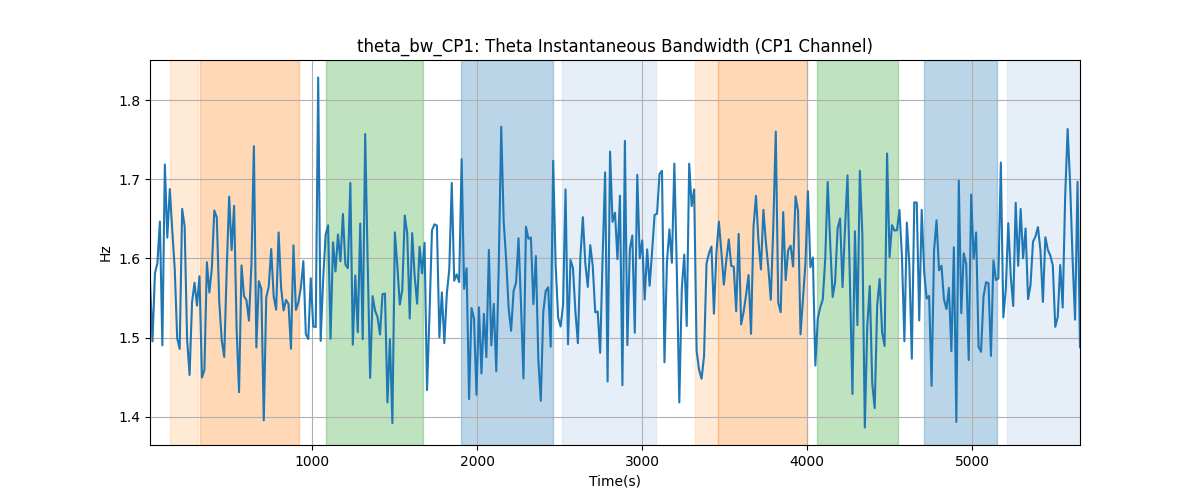 theta_bw_CP1: Theta Instantaneous Bandwidth (CP1 Channel)
Hz
1.8
1.7
1.6
1.5
1.4
1000 2000 3000 4000 5000
Time(s)